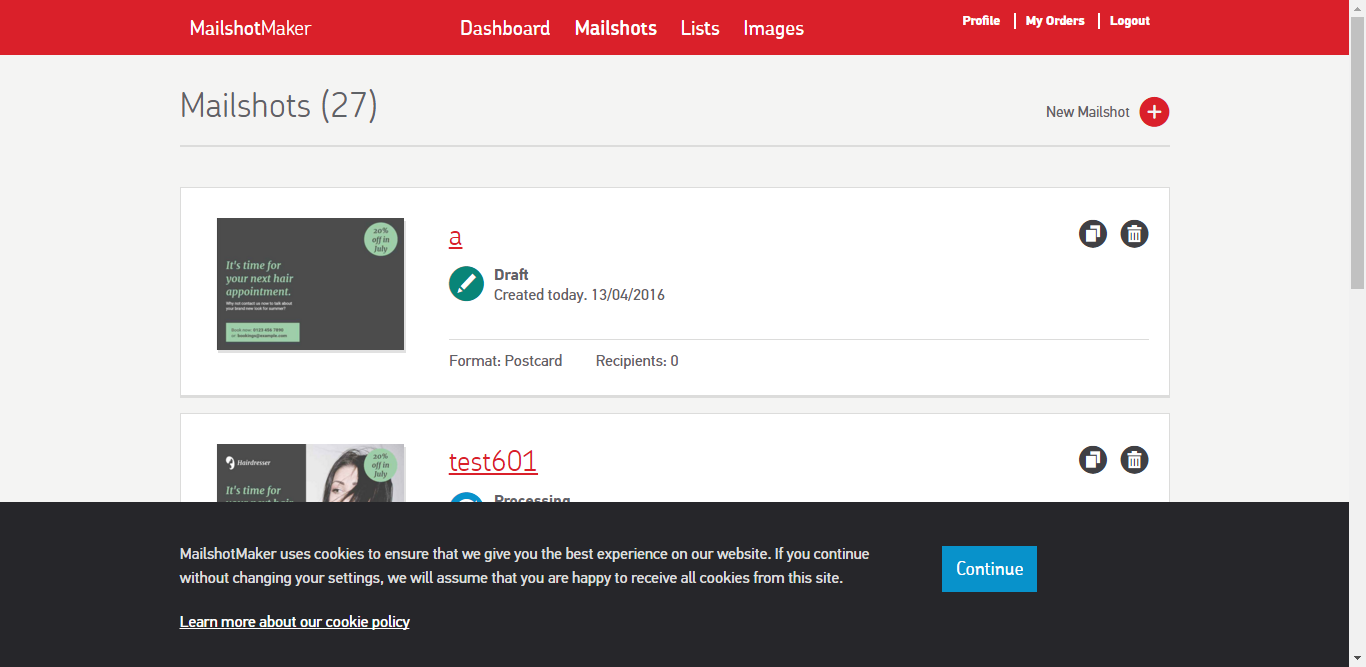 MailshotMaker
Dashboard Mailshots Lists Images
Profile My Orders Logout
Mailshots (27)
New Mailshot
20%
off in
July
It's time for
your next hair
appointment.
Why not contact us now to talk about
your brand new look for summer?
Book now: 0123 456 7890
or: bookings@example.com
a
Draft
Created today. 13/04/2016
Format: Postcard Recipients: 0
Hairdresser
20%
off in
July
It's time for
your next hair
test601
Processing
MailshotMaker uses cookies to ensure that we give you the best experience on our website. If you continue
without changing your settings, we will assume that you are happy to receive all cookies from this site.
Continue
Learn more about our cookie policy